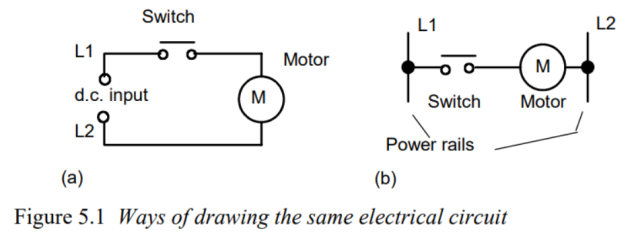 Switch
L1
Motor
d.c. input
M
L2
(a)
L1
L2
M
Switch
Motor
Power rails
(b)
Figure 5.1 Ways of drawing the same electrical circuit